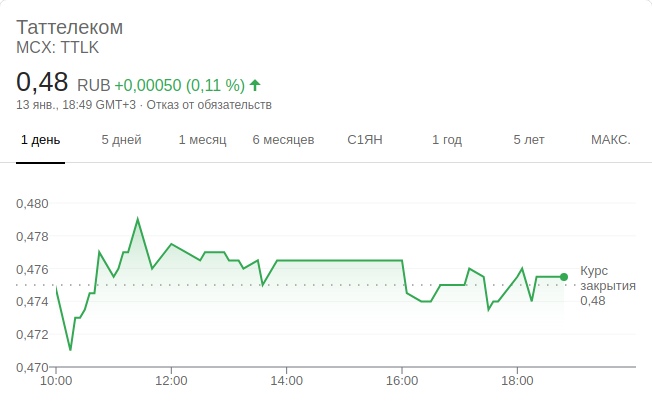 Таттелеком
MCX: TTLK
0,48 RUB +0,00050 (0,11 %)
13 янв., 18:49 GMT+3 · Отказ от обязательств
1 день 5 дней 1 месяц 6 месяцев С1ЯН 1 год 5 лет МАКС.
0,480
0,478
0,476
0,474
0,472
0,470
Курс
закрытия
0,48
10:00 12:00 14:00 16:00 18:00